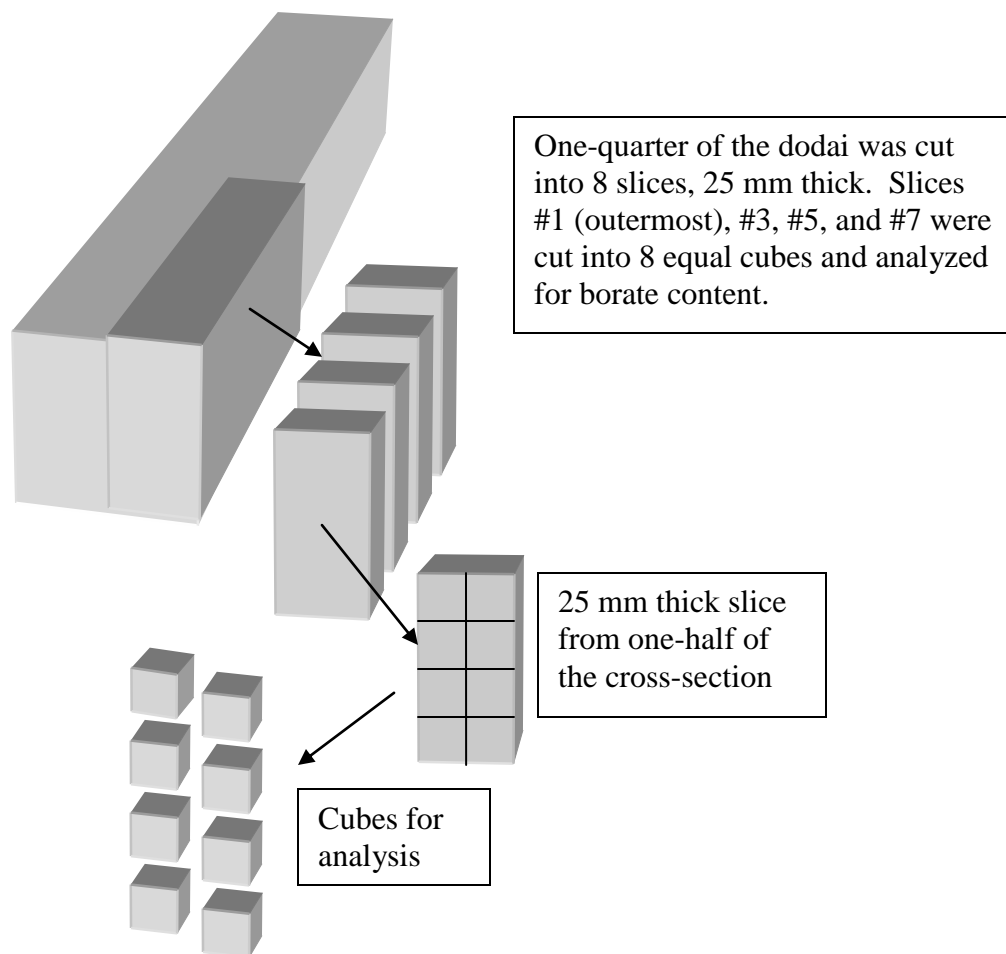 One-quarter of the dodai was cut
into 8 slices, 25 mm thick.  Slices
#1 (outermost), #3, #5, and #7 were
cut into 8 equal cubes and analyzed
for borate content.
25 mm thick slice
from one-half of
the cross-section
Cubes for
analysis